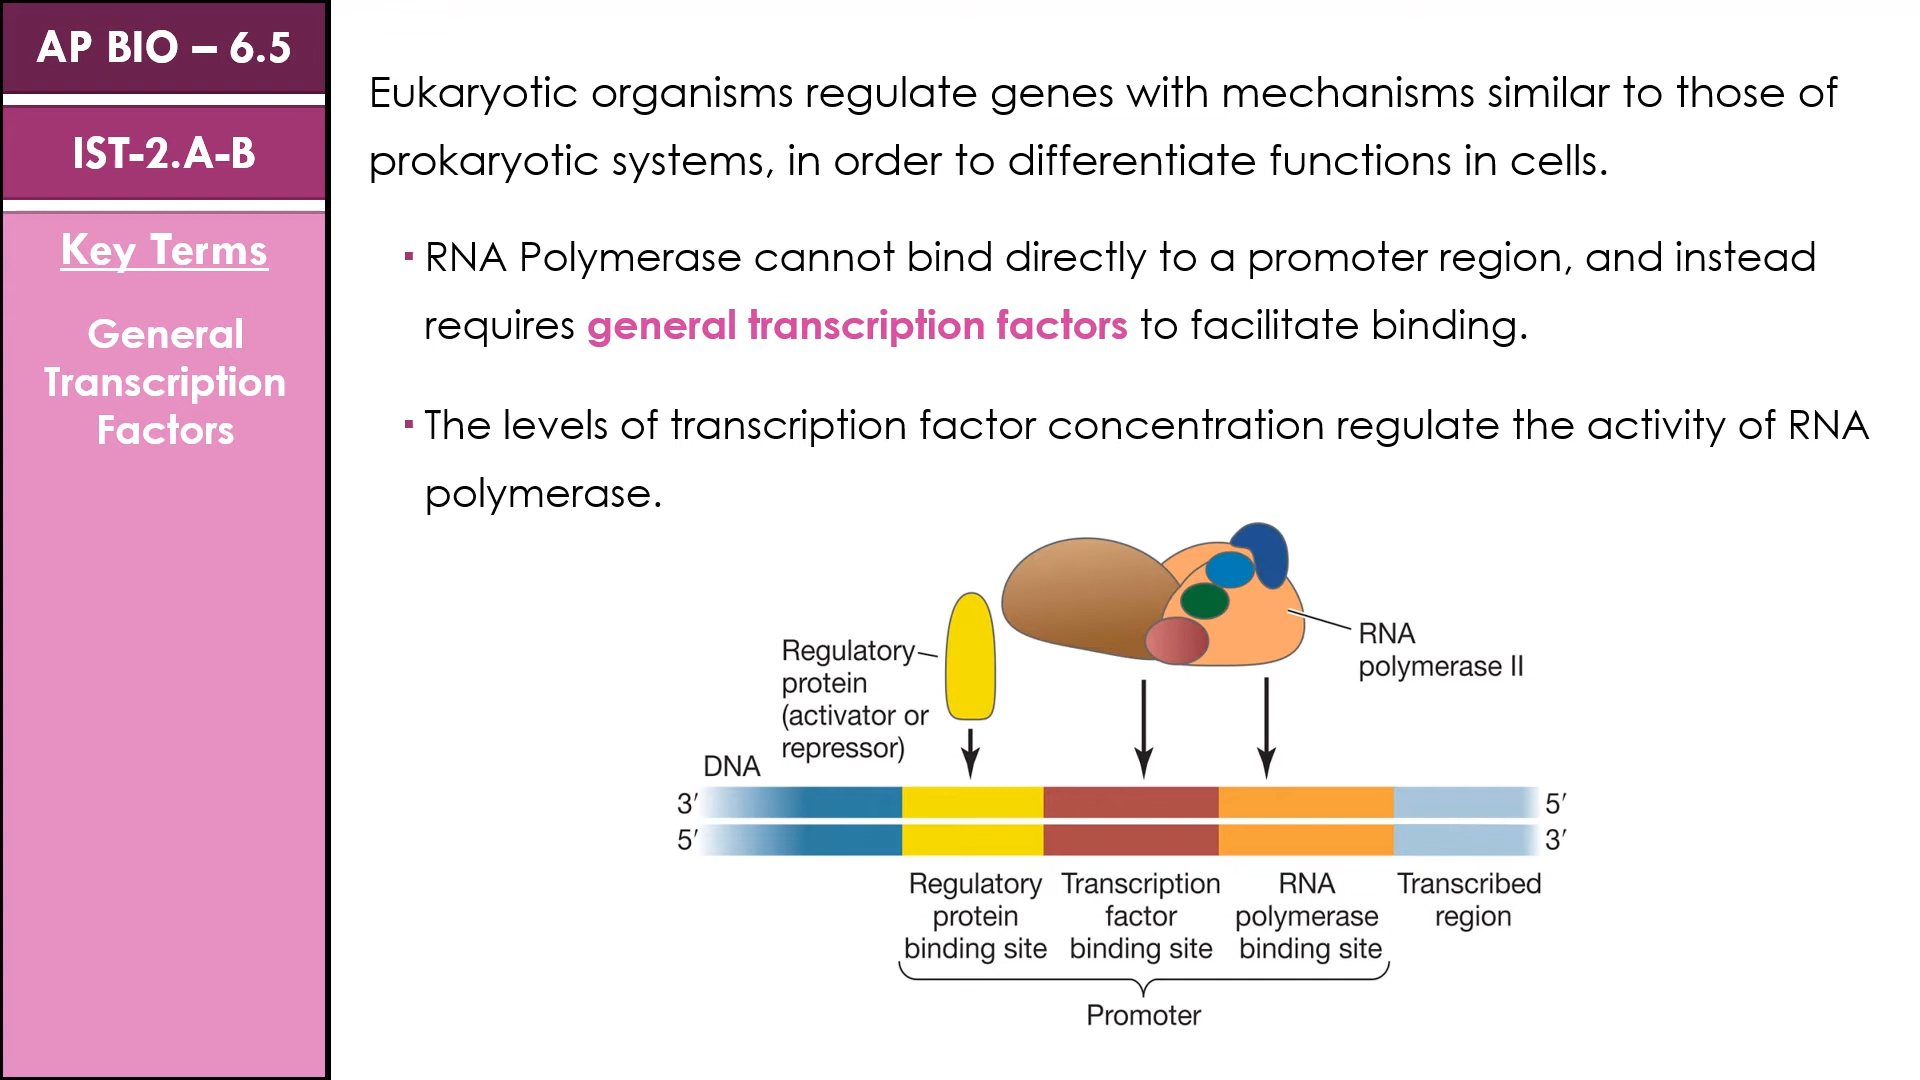 AP BIO – 6.5
IST-2.A-B
Key Terms
General
Transcription
Factors
Eukaryotic organisms regulate genes with mechanisms similar to those of
prokaryotic systems, in order to differentiate functions in cells.
▪ RNA Polymerase cannot bind directly to a promoter region, and instead
requires general transcription factors to facilitate binding.
▪ The levels of transcription factor concentration regulate the activity of RNA
polymerase.
Regulatory
protein
(activator or
repressor)
RNA
polymerase II
DNA
3′ 5′
5′ 3′
Regulatory
protein
binding site
Transcription
factor
binding site
RNA
polymerase
binding site
Transcribed
region
Promoter